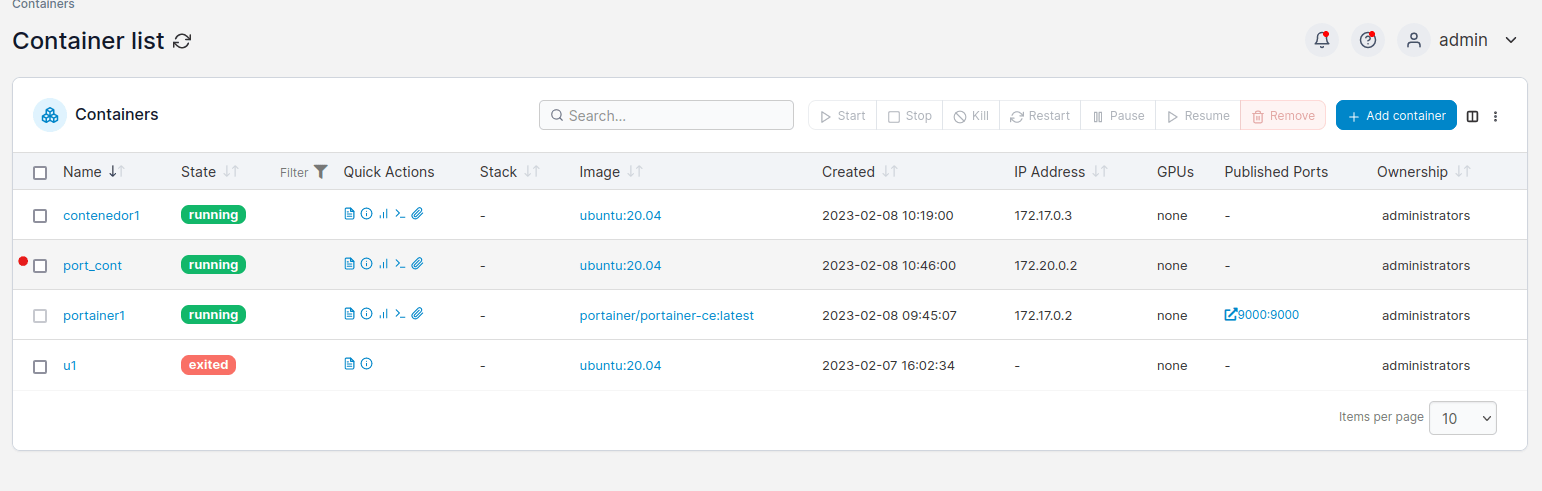 Containers
Container list
admin
Containers Search... Start Stop Kill Restart Pause Resume Remove Add container
Name State Filter Quick Actions Stack Image Created IP Address GPUs Published Ports Ownership
contenedor1 running - ubuntu:20.04 2023-02-08 10:19:00 172.17.0.3 none - administrators
port_cont running - ubuntu:20.04 2023-02-08 10:46:00 172.20.0.2 none - administrators
portainer1 running - portainer/portainer-ce:latest 2023-02-08 09:45:07 172.17.0.2 none 9000:9000 administrators
u1 exited - ubuntu:20.04 2023-02-07 16:02:34 - none - administrators
Items per page 10